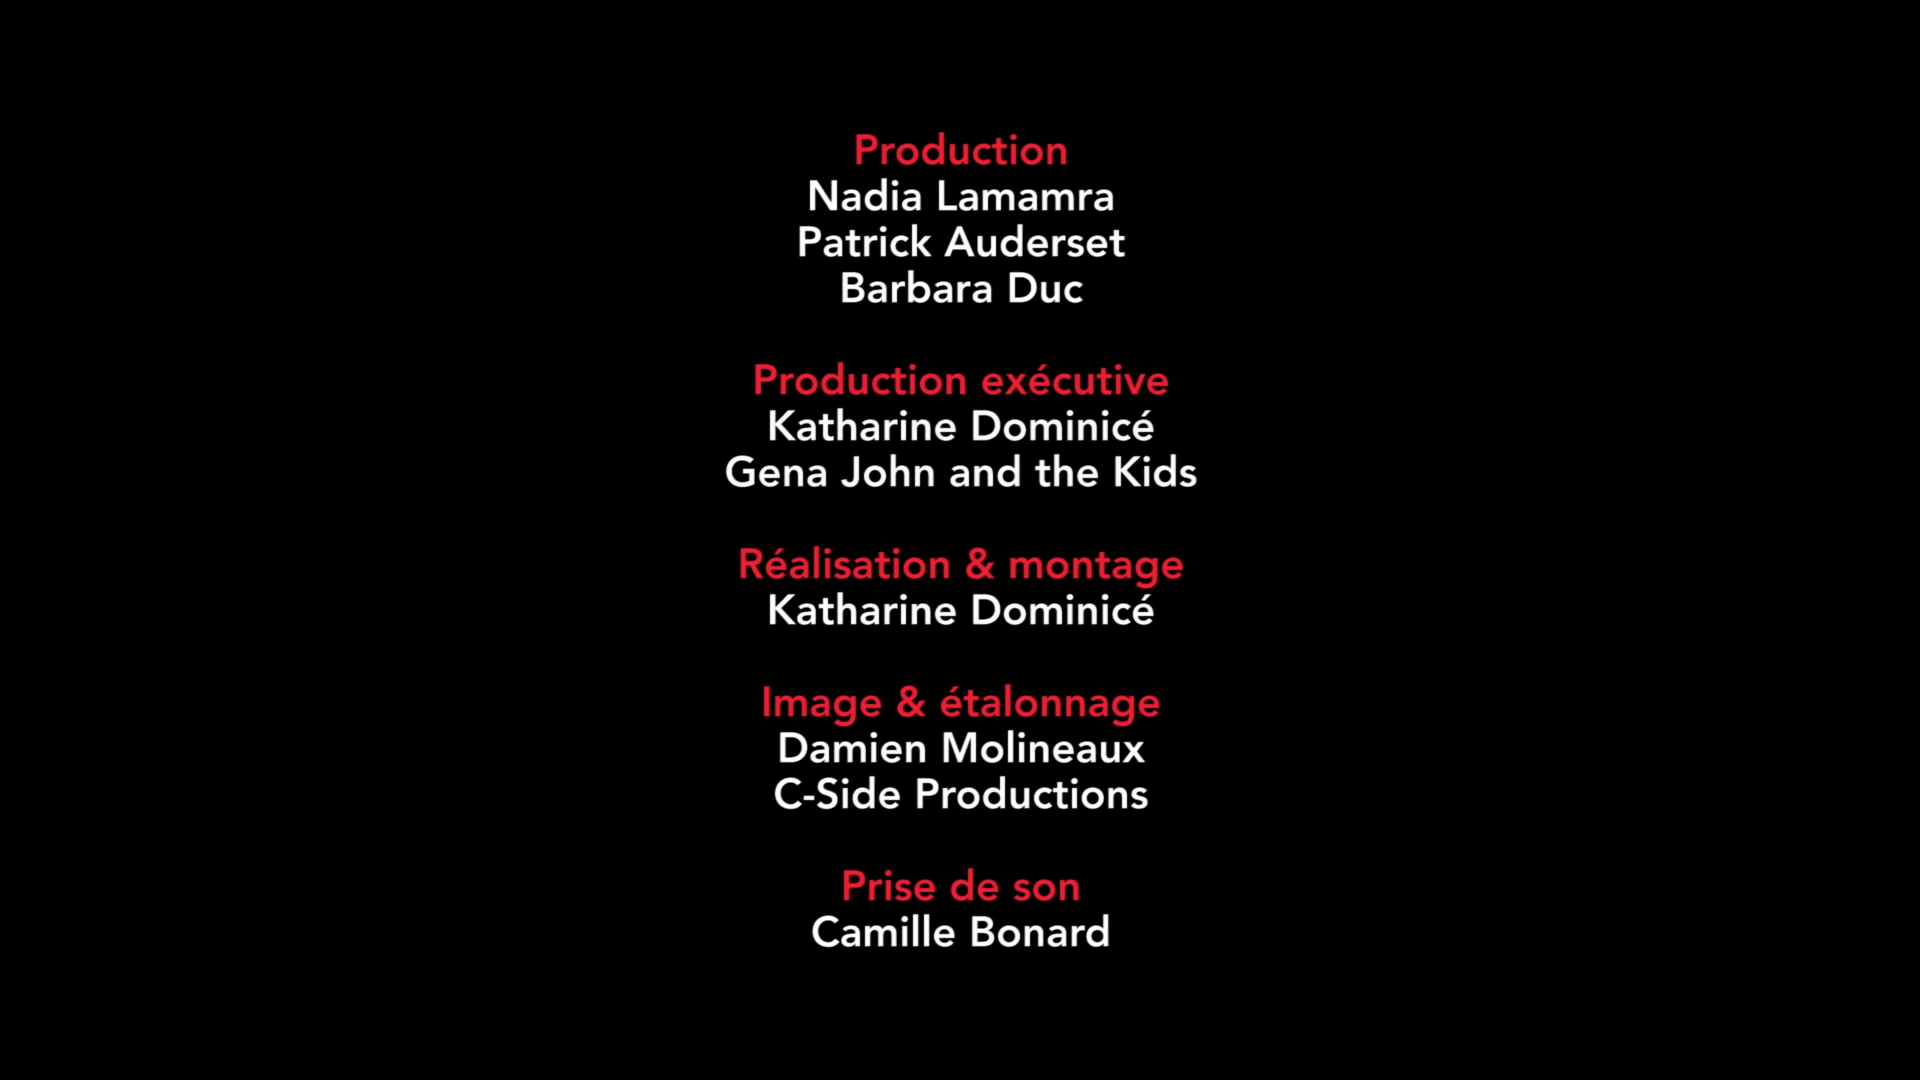 Production
Nadia Lamamra
Patrick Auderset
Barbara Duc
Production exécutive
Katharine Dominicé
Gena John and the Kids
Réalisation & montage
Katharine Dominicé
Image & étalonnage
Damien Molineaux
C-Side Productions
Prise de son
Camille Bonard